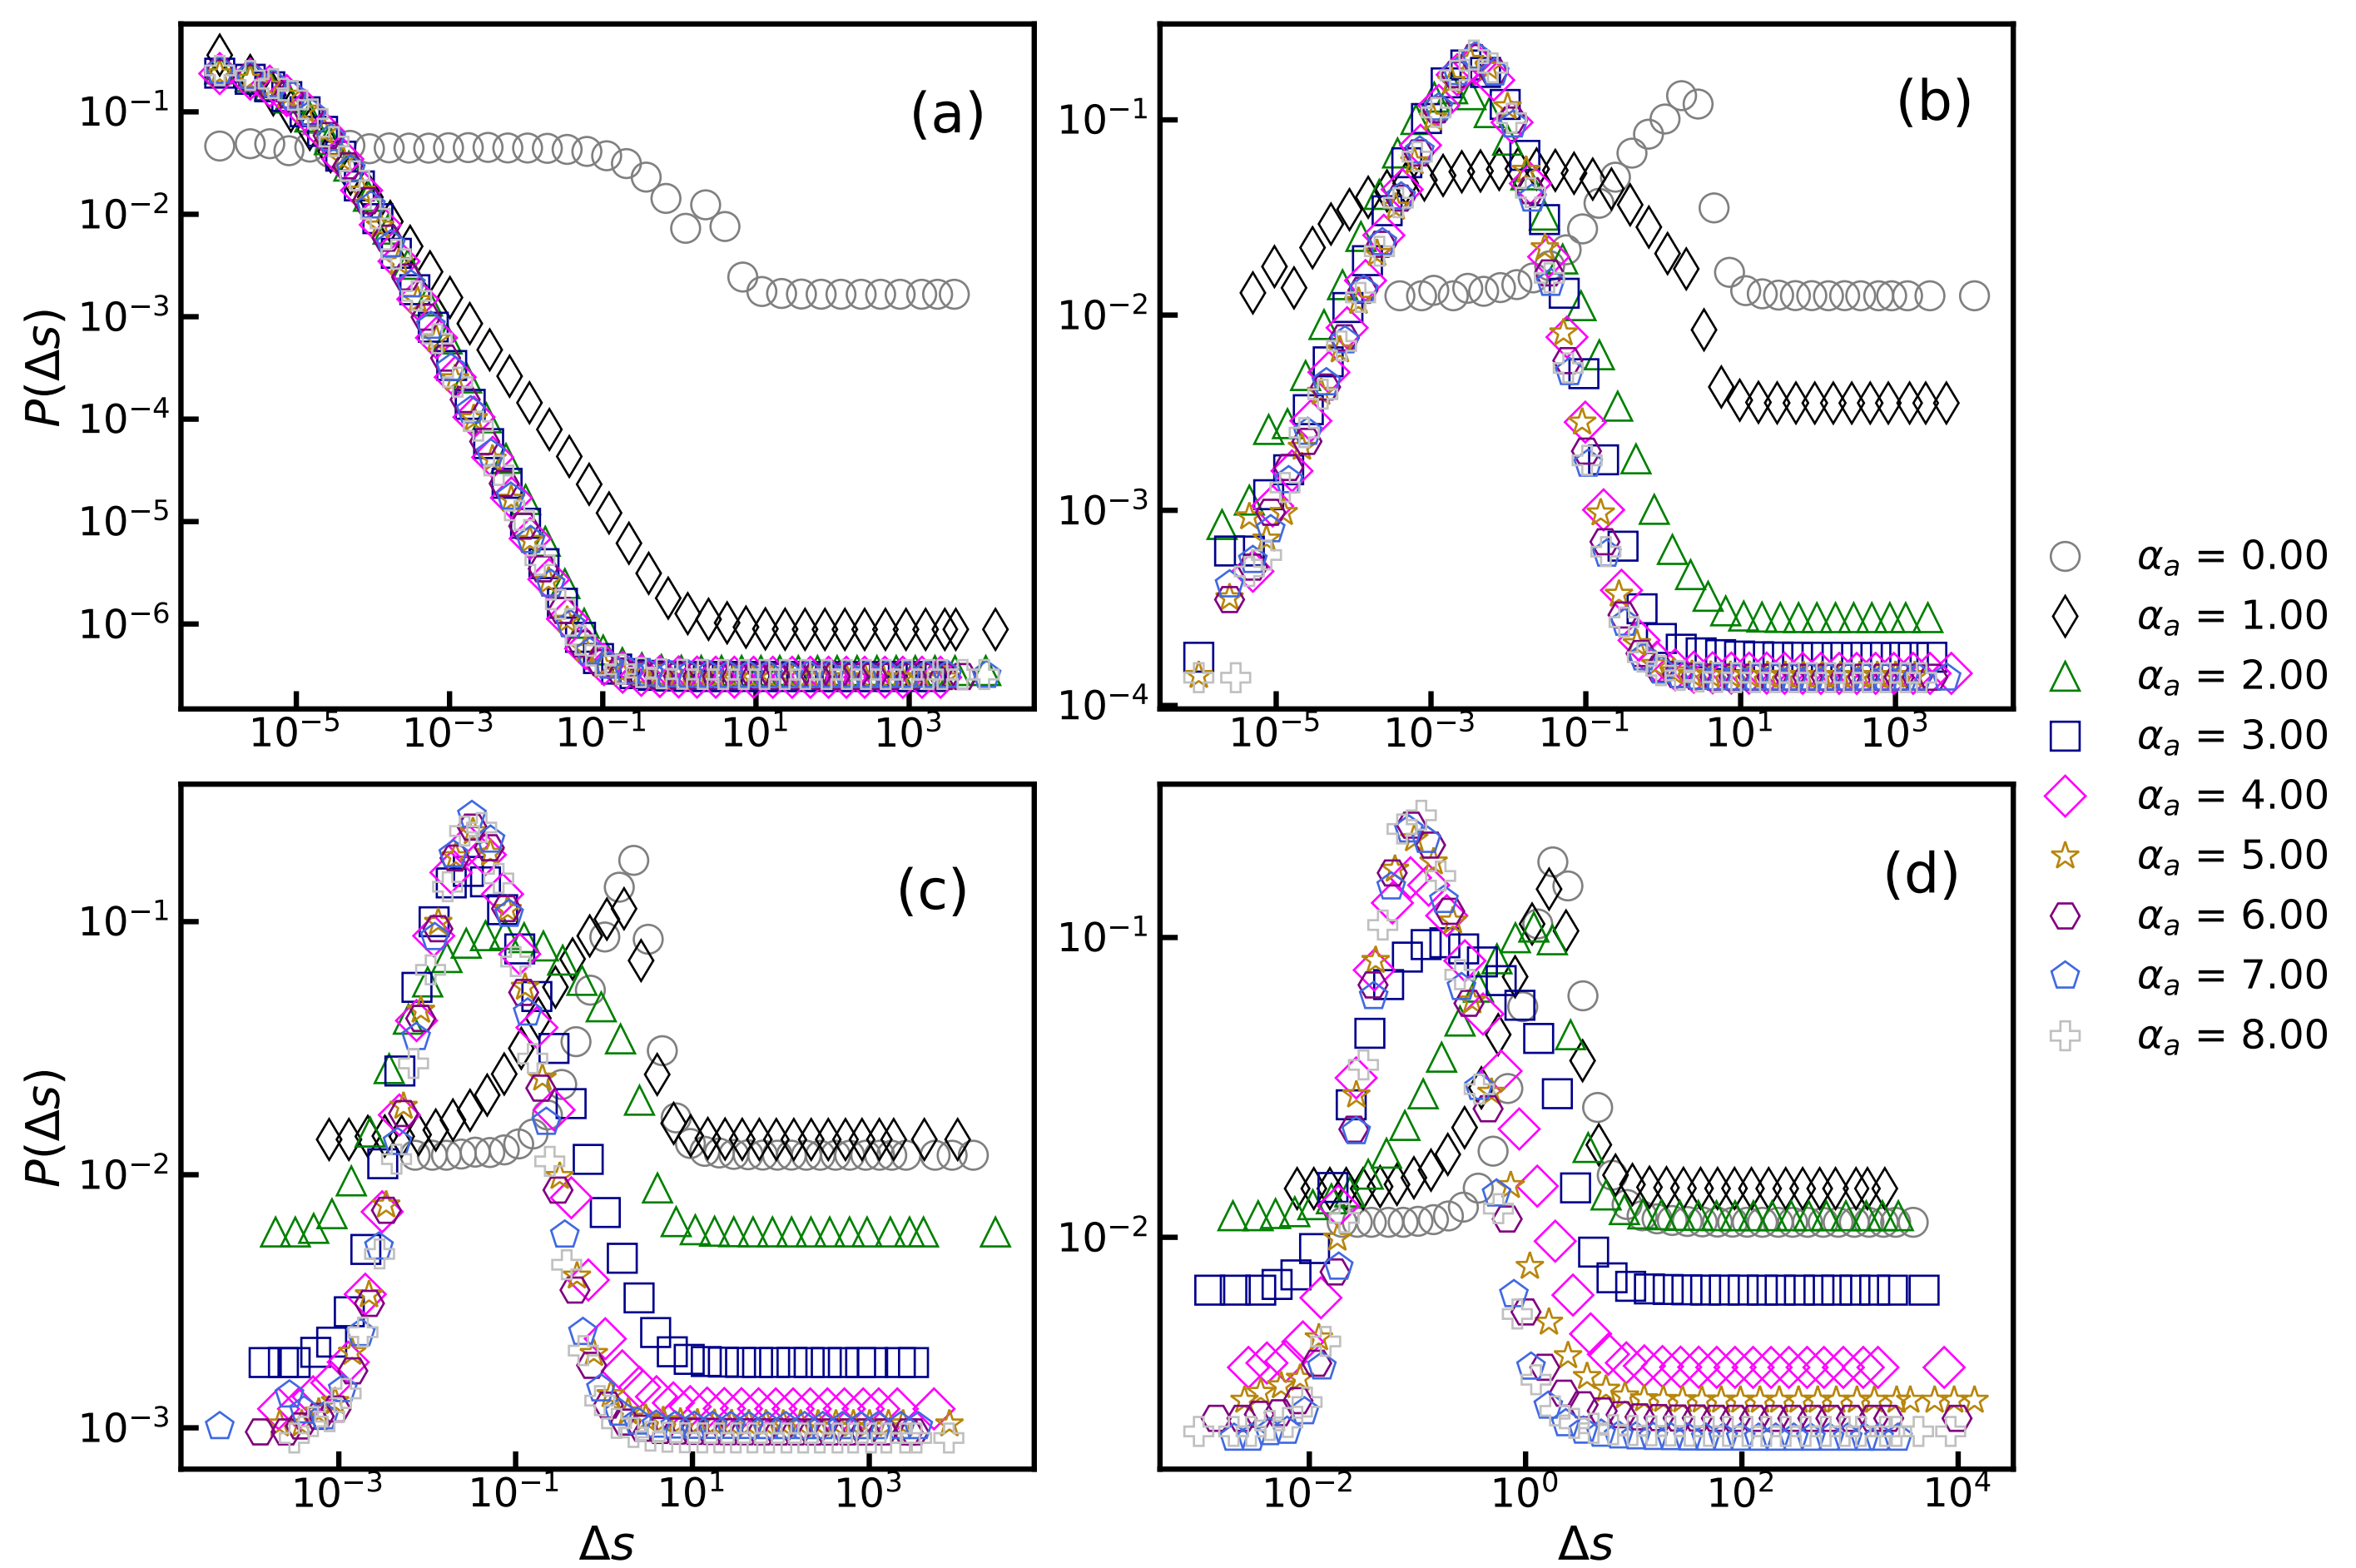 (a)
P(Δs)
10⁻¹
10⁻²
10⁻³
10⁻⁴
10⁻⁵
10⁻⁶
10⁻⁵ 10⁻³ 10⁻¹ 10¹ 10³
(b)
10⁻¹
10⁻²
10⁻³
10⁻⁴
10⁻⁵ 10⁻³ 10⁻¹ 10¹ 10³
(c)
P(Δs)
10⁻¹
10⁻²
10⁻³
10⁻³ 10⁻¹ 10¹ 10³
Δs
(d)
10⁻¹
10⁻²
10⁻² 10⁰ 10² 10⁴
Δs
αₐ = 0.00
αₐ = 1.00
αₐ = 2.00
αₐ = 3.00
αₐ = 4.00
αₐ = 5.00
αₐ = 6.00
αₐ = 7.00
αₐ = 8.00